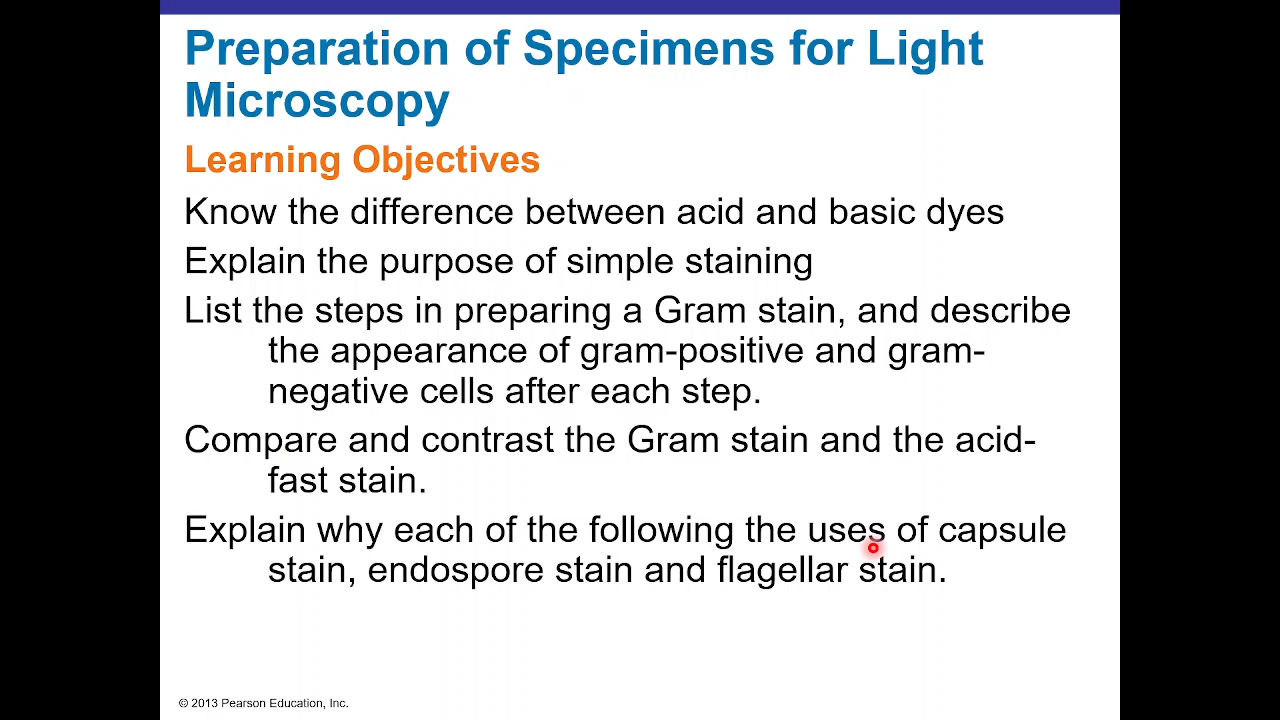 Preparation of Specimens for Light
Microscopy
Learning Objectives
Know the difference between acid and basic dyes
Explain the purpose of simple staining
List the steps in preparing a Gram stain, and describe
the appearance of gram-positive and gram-
negative cells after each step.
Compare and contrast the Gram stain and the acid-
fast stain.
Explain why each of the following the uses of capsule
stain, endospore stain and flagellar stain.
© 2013 Pearson Education, Inc.